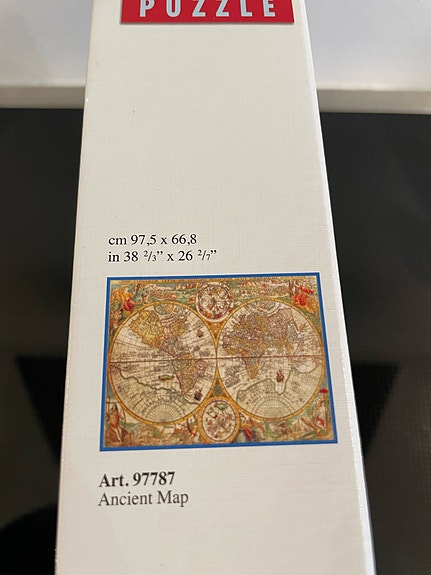 PUZZLE
cm 97,5 x 66,8
in 38 2/3” x 26 2/7”
Art. 97787
Ancient Map